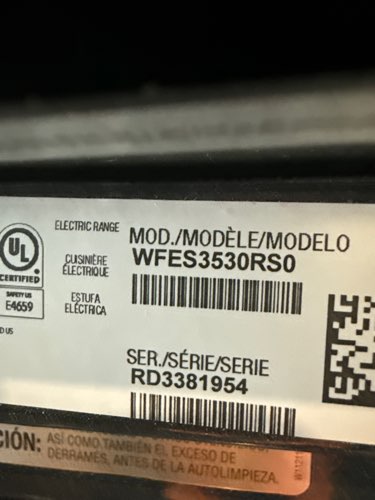 ELECTRIC RANGE
MOD./MODÈLE/MODELO
WFES3530RS0
CUISINIÈRE
ÉLECTRIQUE
ESTUFA
ELÉCTRICA
UL
CERTIFIED
SAFETY US
E4659
D US
SER./SÉRIE/SERIE
RD3381954
CIÓN:
ASÍ COMO TAMBIÉN EL EXCESO DE
DERRAMES, ANTES DE LA AUTOLIMPIEZA.